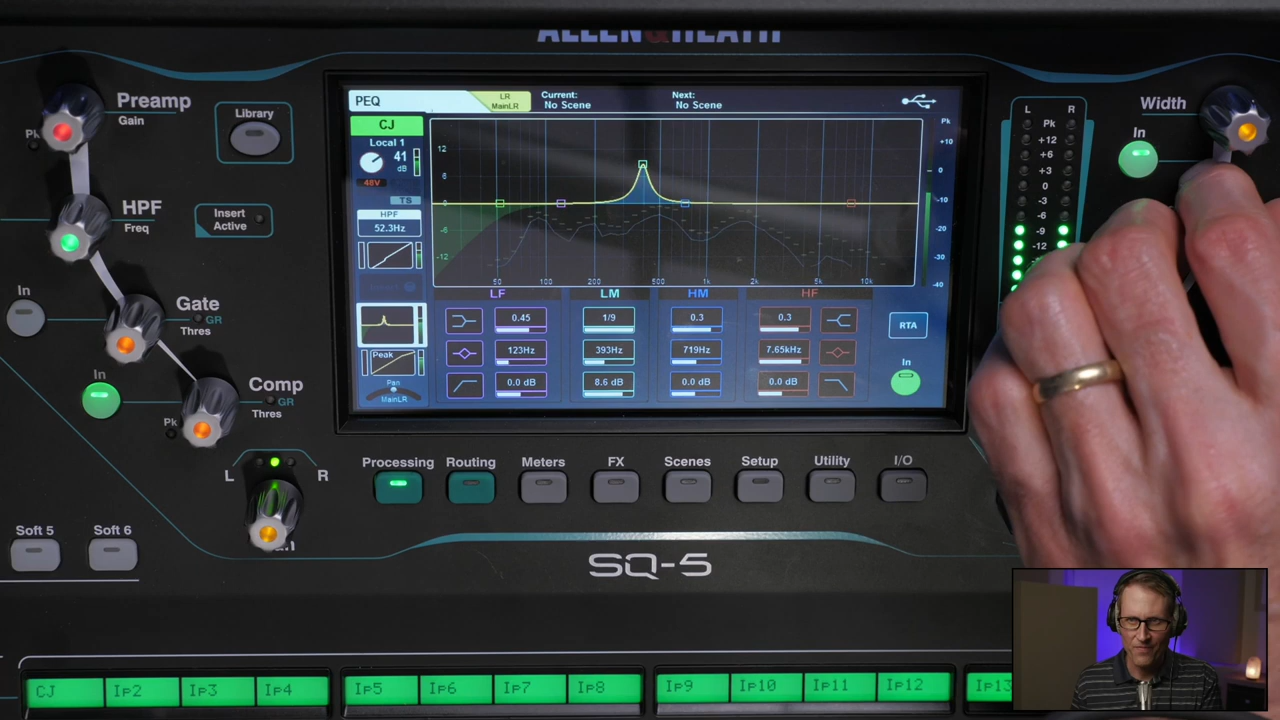 ALLEN&HEATH
Preamp
Gain
Pk
Library
HPF
Freq
Insert
Active
In
Gate
Thres
GR
In
Comp
Thres
GR
Pk
L
R
Soft 5
Soft 6
PEQ
LR
MainLR
Current:
No Scene
Next:
No Scene
CJ
Local 1
41
dB
48V
TS
HPF
52.3Hz
Peak
Pan
MainLR
12
6
0
-6
-12
50
100
200
500
1k
2k
5k
10k
Pk
+10
0
-10
-20
-30
-40
LF
LM
HM
HF
0.45
1/9
0.3
0.3
123Hz
393Hz
719Hz
7.65kHz
0.0 dB
8.6 dB
0.0 dB
0.0 dB
RTA
In
L
R
Pk
+12
+6
+3
0
-3
-6
-9
-12
Width
In
Processing
Routing
Meters
FX
Scenes
Setup
Utility
I/O
SQ-5
CJ
Ip2
Ip3
Ip4
Ip5
Ip6
Ip7
Ip8
Ip9
Ip10
Ip11
Ip12
Ip13